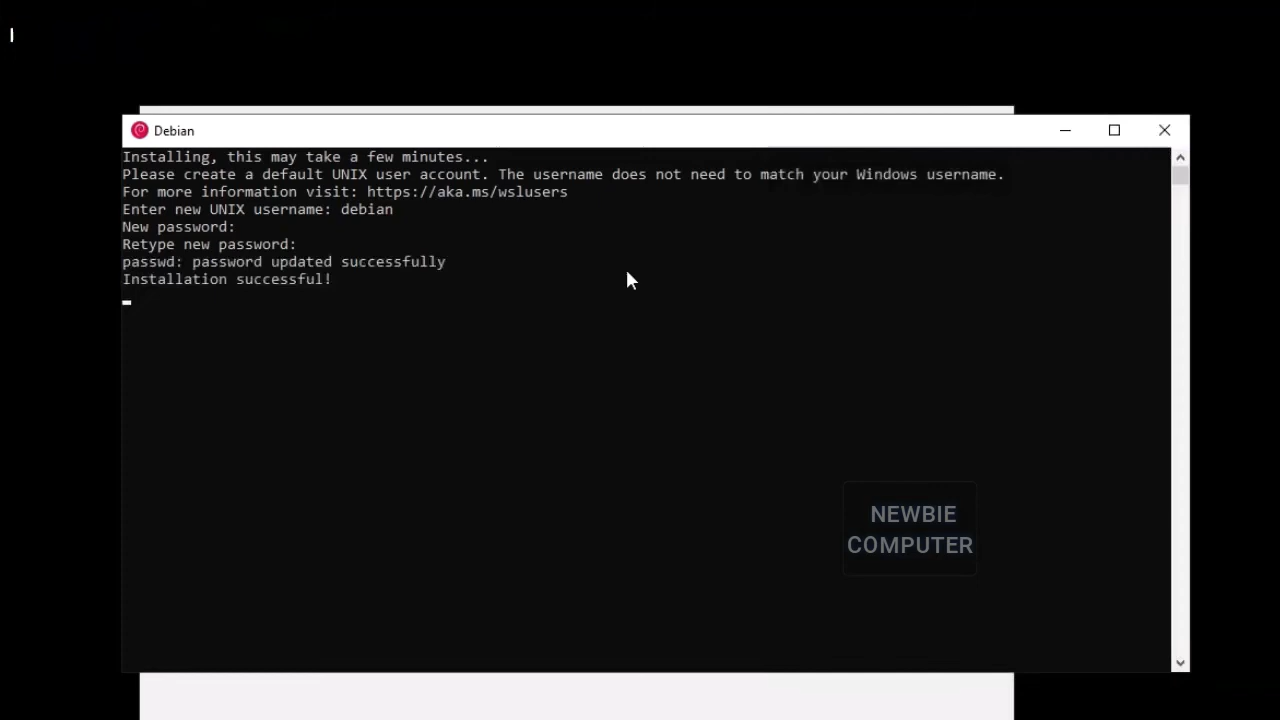 Debian
Installing, this may take a few minutes...
Please create a default UNIX user account. The username does not need to match your Windows username.
For more information visit: https://aka.ms/wslusers
Enter new UNIX username: debian
New password:
Retype new password:
passwd: password updated successfully
Installation successful!
NEWBIE
COMPUTER